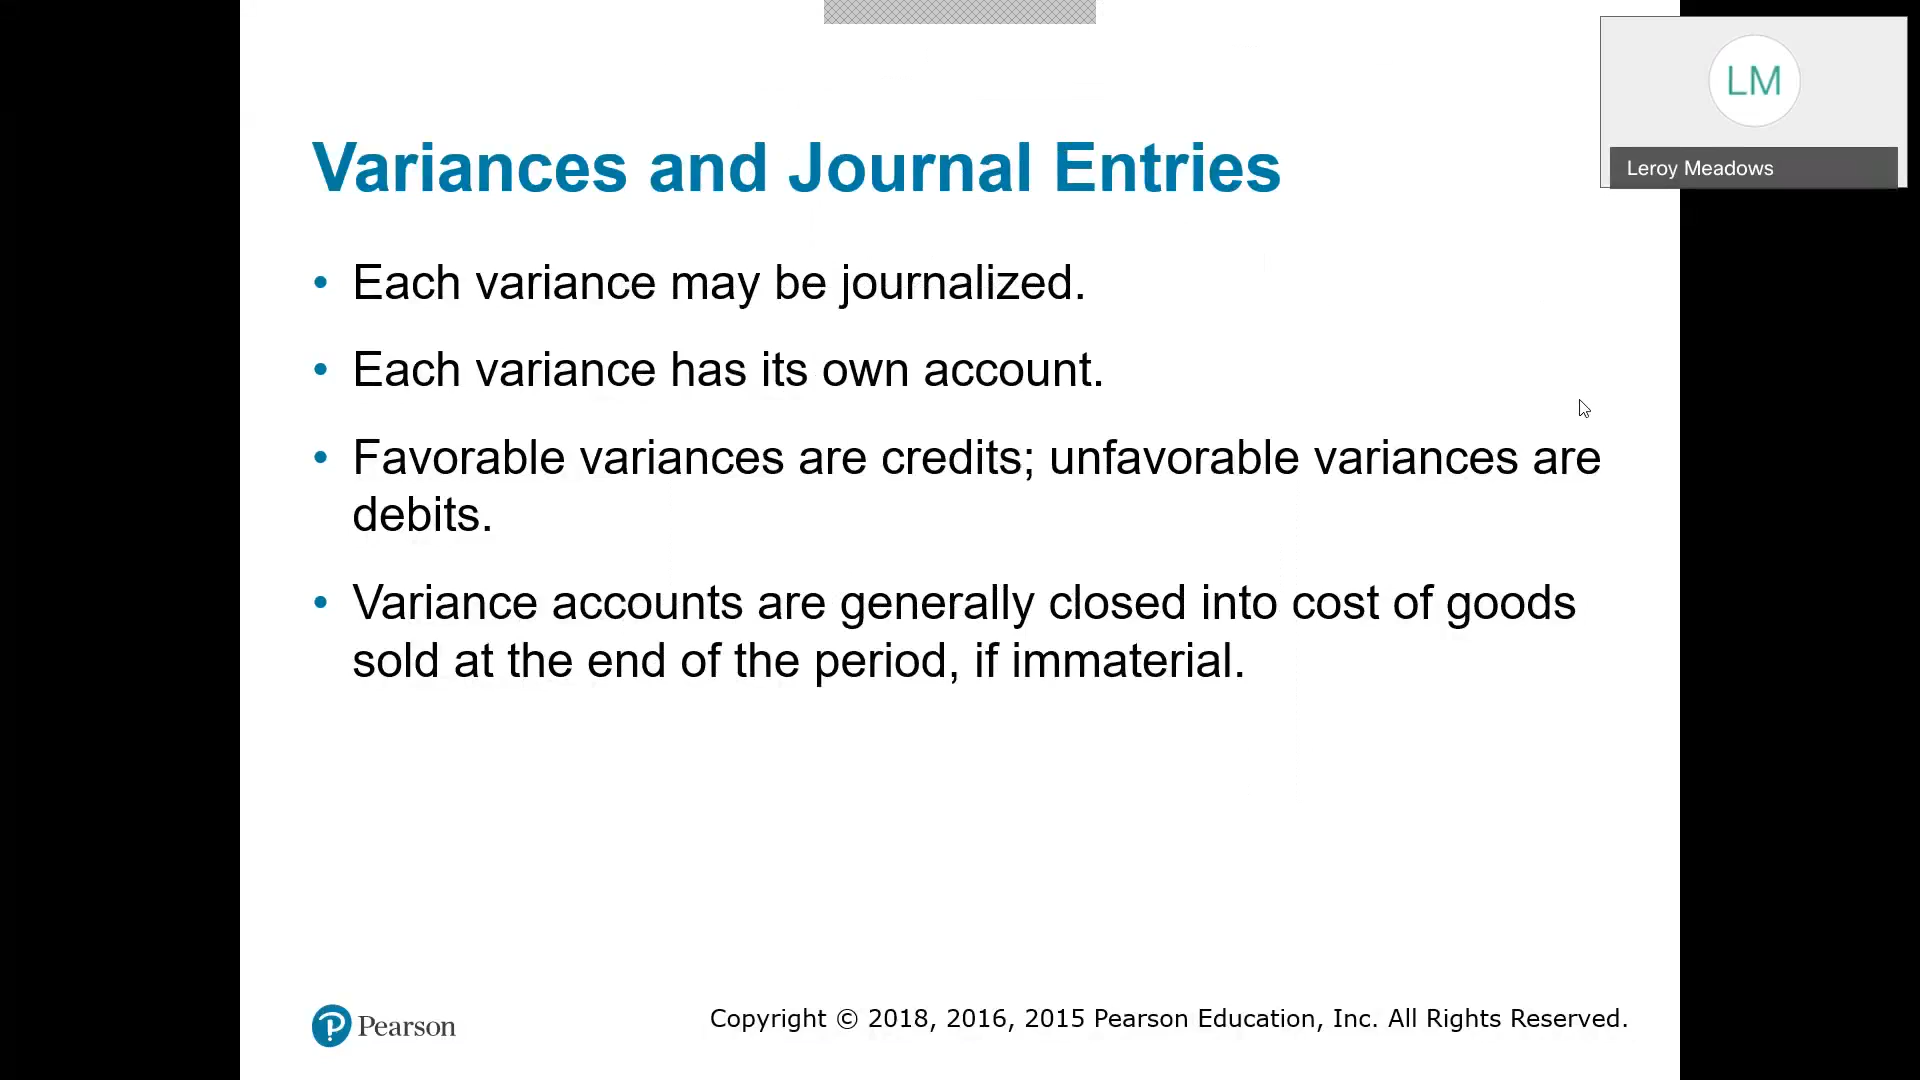 LM
Leroy Meadows
Variances and Journal Entries
• Each variance may be journalized.
• Each variance has its own account.
• Favorable variances are credits; unfavorable variances are
debits.
• Variance accounts are generally closed into cost of goods
sold at the end of the period, if immaterial.
P Pearson
Copyright © 2018, 2016, 2015 Pearson Education, Inc. All Rights Reserved.